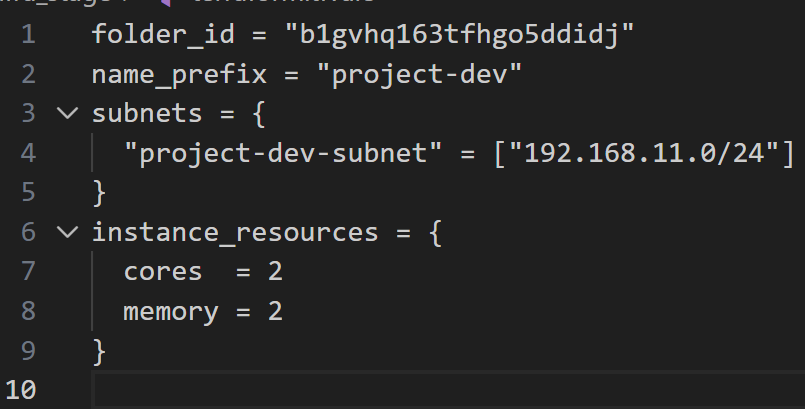 1 folder_id = "b1gvhq163tfhgo5ddidj"
2 name_prefix = "project-dev"
3 subnets = {
4 "project-dev-subnet" = ["192.168.11.0/24"]
5 }
6 instance_resources = {
7 cores  = 2
8 memory = 2
9 }
10